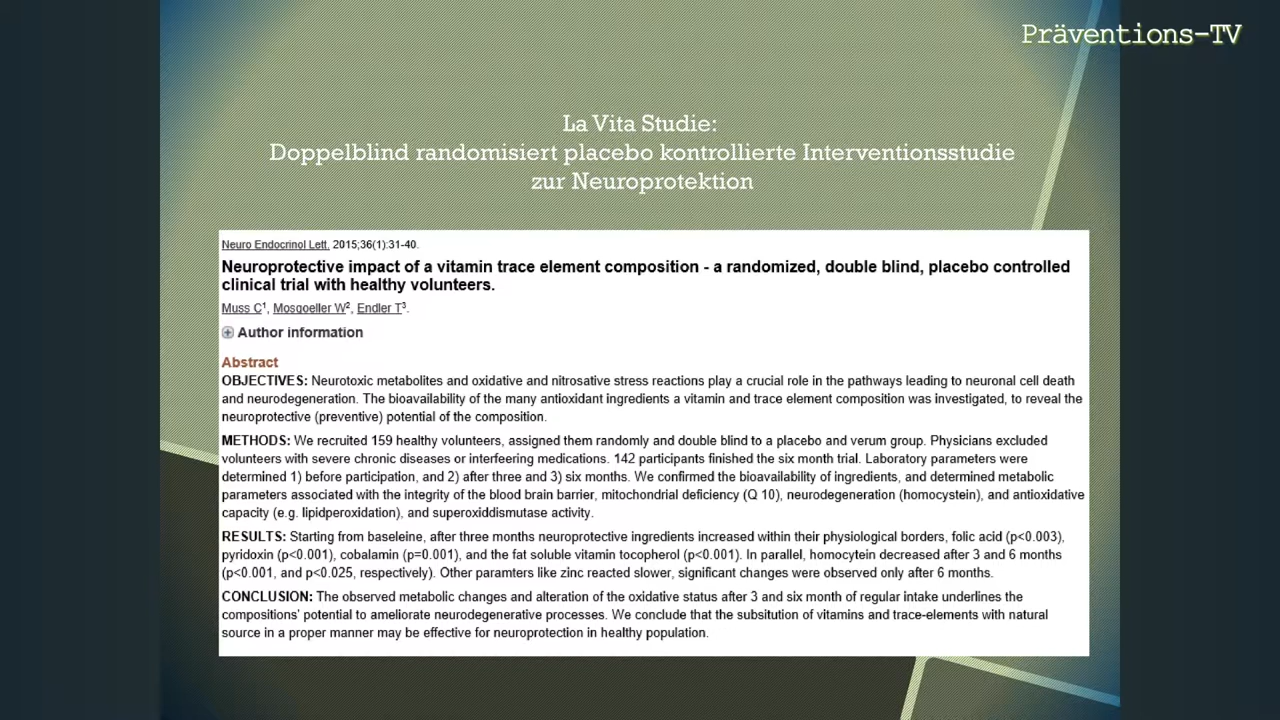 Präventions-TV
La Vita Studie:
Doppelblind randomisiert placebo kontrollierte Interventionsstudie
zur Neuroprotektion
Neuro Endocrinol Lett. 2015;36(1):31-40.
Neuroprotective impact of a vitamin trace element composition - a randomized, double blind, placebo controlled
clinical trial with healthy volunteers.
Muss C1, Mosgoeller W2, Endler T3.
Author information
Abstract
OBJECTIVES: Neurotoxic metabolites and oxidative and nitrosative stress reactions play a crucial role in the pathways leading to neuronal cell death
and neurodegeneration. The bioavailability of the many antioxidant ingredients a vitamin and trace element composition was investigated, to reveal the
neuroprotective (preventive) potential of the composition.
METHODS: We recruited 159 healthy volunteers, assigned them randomly and double blind to a placebo and verum group. Physicians excluded
volunteers with severe chronic diseases or interfeering medications. 142 participants finished the six month trial. Laboratory parameters were
determined 1) before participation, and 2) after three and 3) six months. We confirmed the bioavailability of ingredients, and determined metabolic
parameters associated with the integrity of the blood brain barrier, mitochondrial deficiency (Q 10), neurodegeneration (homocystein), and antioxidative
capacity (e.g. lipidperoxidation), and superoxiddismutase activity.
RESULTS: Starting from baseleine, after three months neuroprotective ingredients increased within their physiological borders, folic acid (p<0.003),
pyridoxin (p<0.001), cobalamin (p=0.001), and the fat soluble vitamin tocopherol (p<0.001). In parallel, homocytein decreased after 3 and 6 months
(p<0.001, and p<0.025, respectively). Other paramters like zinc reacted slower, significant changes were observed only after 6 months.
CONCLUSION: The observed metabolic changes and alteration of the oxidative status after 3 and six month of regular intake underlines the
compositions' potential to ameliorate neurodegenerative processes. We conclude that the subsitution of vitamins and trace-elements with natural
source in a proper manner may be effective for neuroprotection in healthy population.